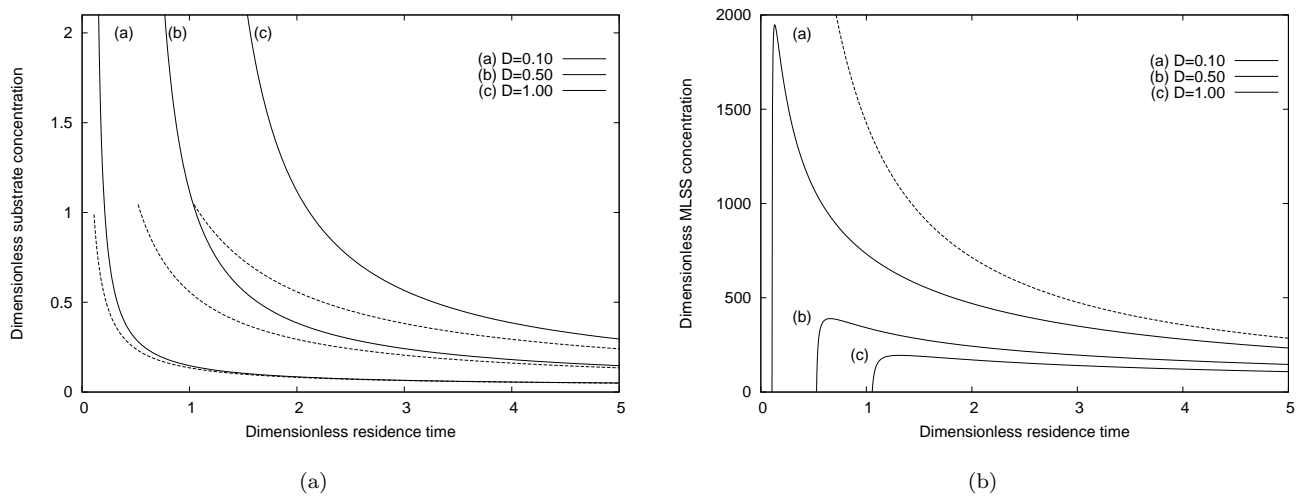 2
1.5
1
0.5
0
0 1 2 3 4 5
Dimensionless substrate concentration
Dimensionless residence time
(a) (b) (c)
(a) D=0.10
(b) D=0.50
(c) D=1.00
(a)
2000
1500
1000
500
0
0 1 2 3 4 5
Dimensionless MLSS concentration
Dimensionless residence time
(a)
(b)
(c)
(a) D=0.10
(b) D=0.50
(c) D=1.00
(b)